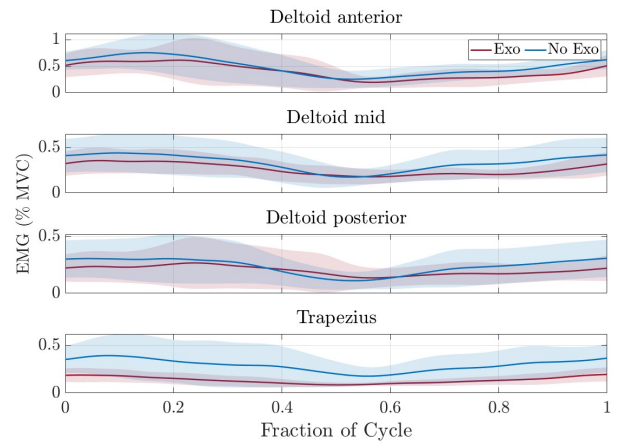 Deltoid anterior
1
0.5
0
Exo No Exo
Deltoid mid
0.5
0
Deltoid posterior
0.5
0
EMG (% MVC)
Trapezius
0.5
0
0 0.2 0.4 0.6 0.8 1
Fraction of Cycle